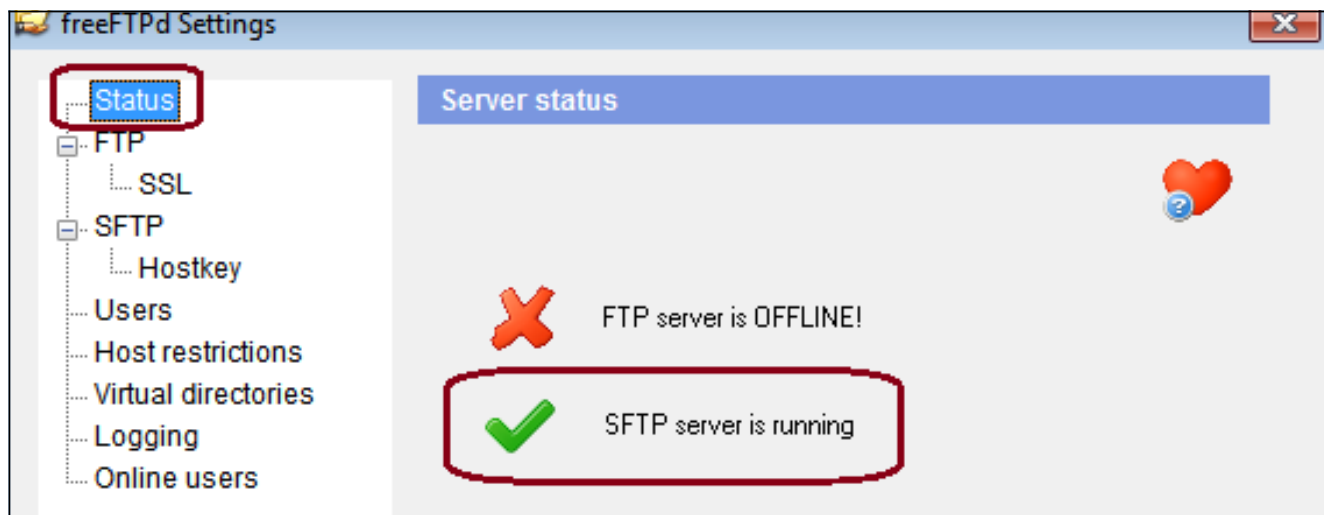 freeFTPd Settings
Status
FTP
SSL
SFTP
Hostkey
Users
Host restrictions
Virtual directories
Logging
Online users
Server status
?
FTP server is OFFLINE!
SFTP server is running